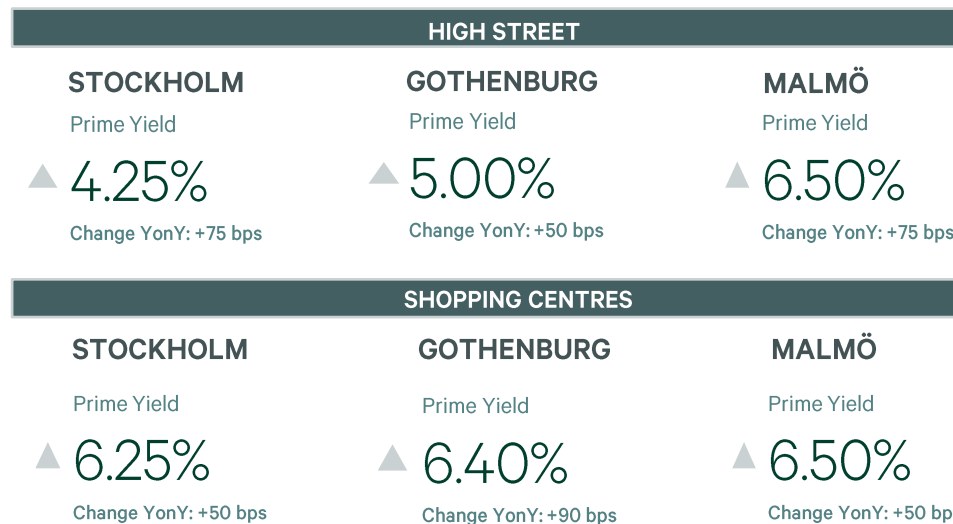 HIGH STREET
STOCKHOLM
Prime Yield
4.25%
Change YonY: +75 bps
GOTHENBURG
Prime Yield
5.00%
Change YonY: +50 bps
MALMÖ
Prime Yield
6.50%
Change YonY: +75 bps
SHOPPING CENTRES
STOCKHOLM
Prime Yield
6.25%
Change YonY: +50 bps
GOTHENBURG
Prime Yield
6.40%
Change YonY: +90 bps
MALMÖ
Prime Yield
6.50%
Change YonY: +50 bp